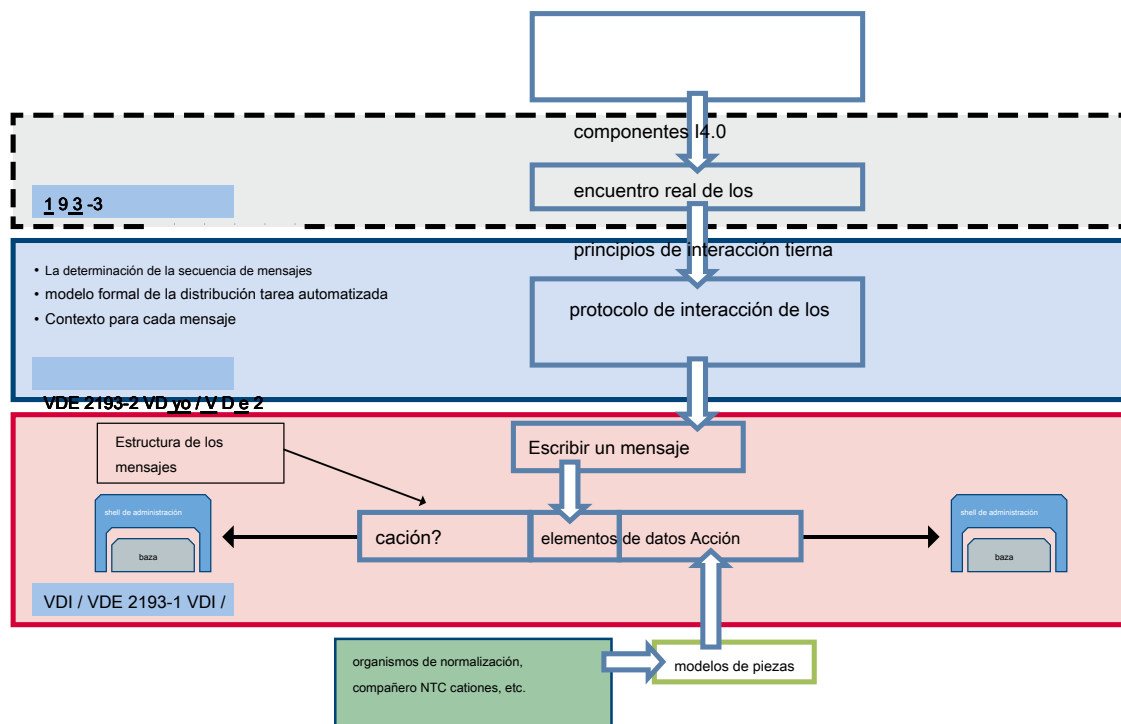 componentes I4.0
encuentro real de los
1 9 3 -3
principios de interacción tierna
• La determinación de la secuencia de mensajes
• modelo formal de la distribución tarea automatizada
• Contexto para cada mensaje
protocolo de interacción de los
VDE 2193-2 VD yo / V D e 2
Estructura de los
mensajes
Escribir un mensaje
shell de administración
baza
cación?
elementos de datos Acción
shell de administración
baza
VDI / VDE 2193-1 VDI /
organismos de normalización,
compañero NTC cationes, etc.
modelos de piezas